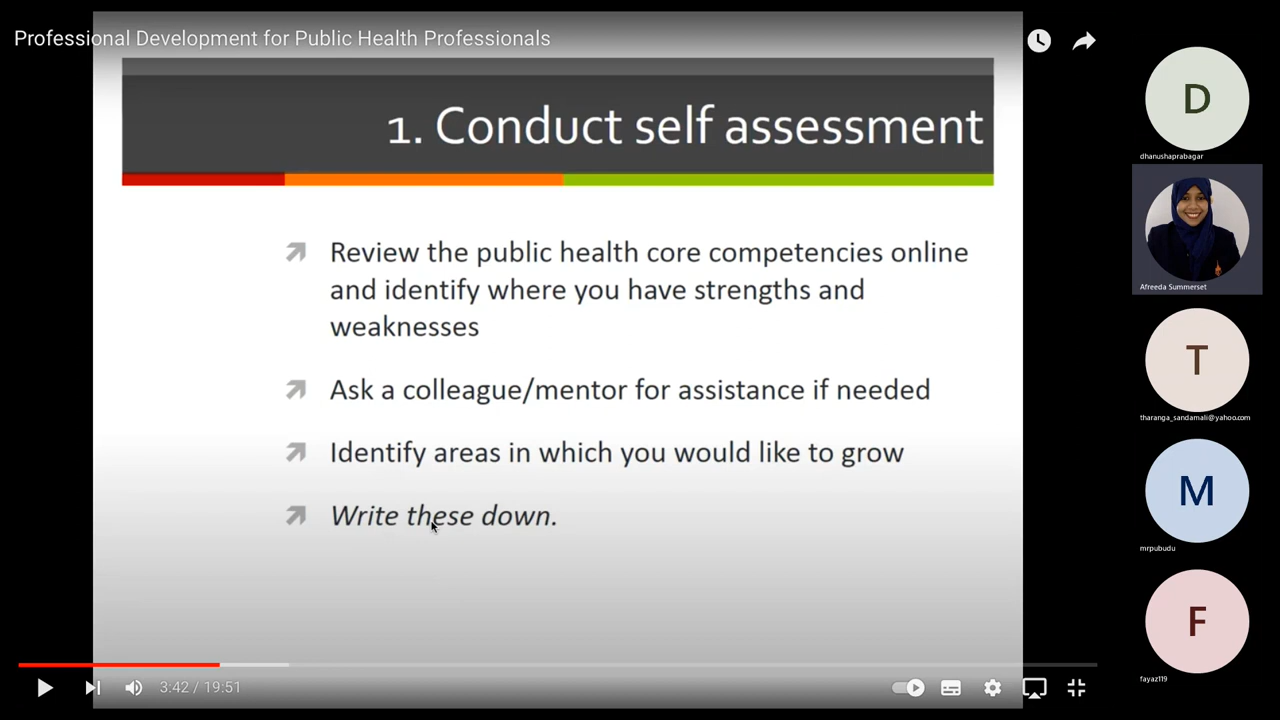 Professional Development for Public Health Professionals
1. Conduct self assessment
Review the public health core competencies online
and identify where you have strengths and
weaknesses
Ask a colleague/mentor for assistance if needed
Identify areas in which you would like to grow
Write these down.
3:42 / 19:51
D
dhanushaprabagar
Afreeda Summerset
T
tharanga_sandamali@yahoo.com
M
mrpubudu
F
fayaz119